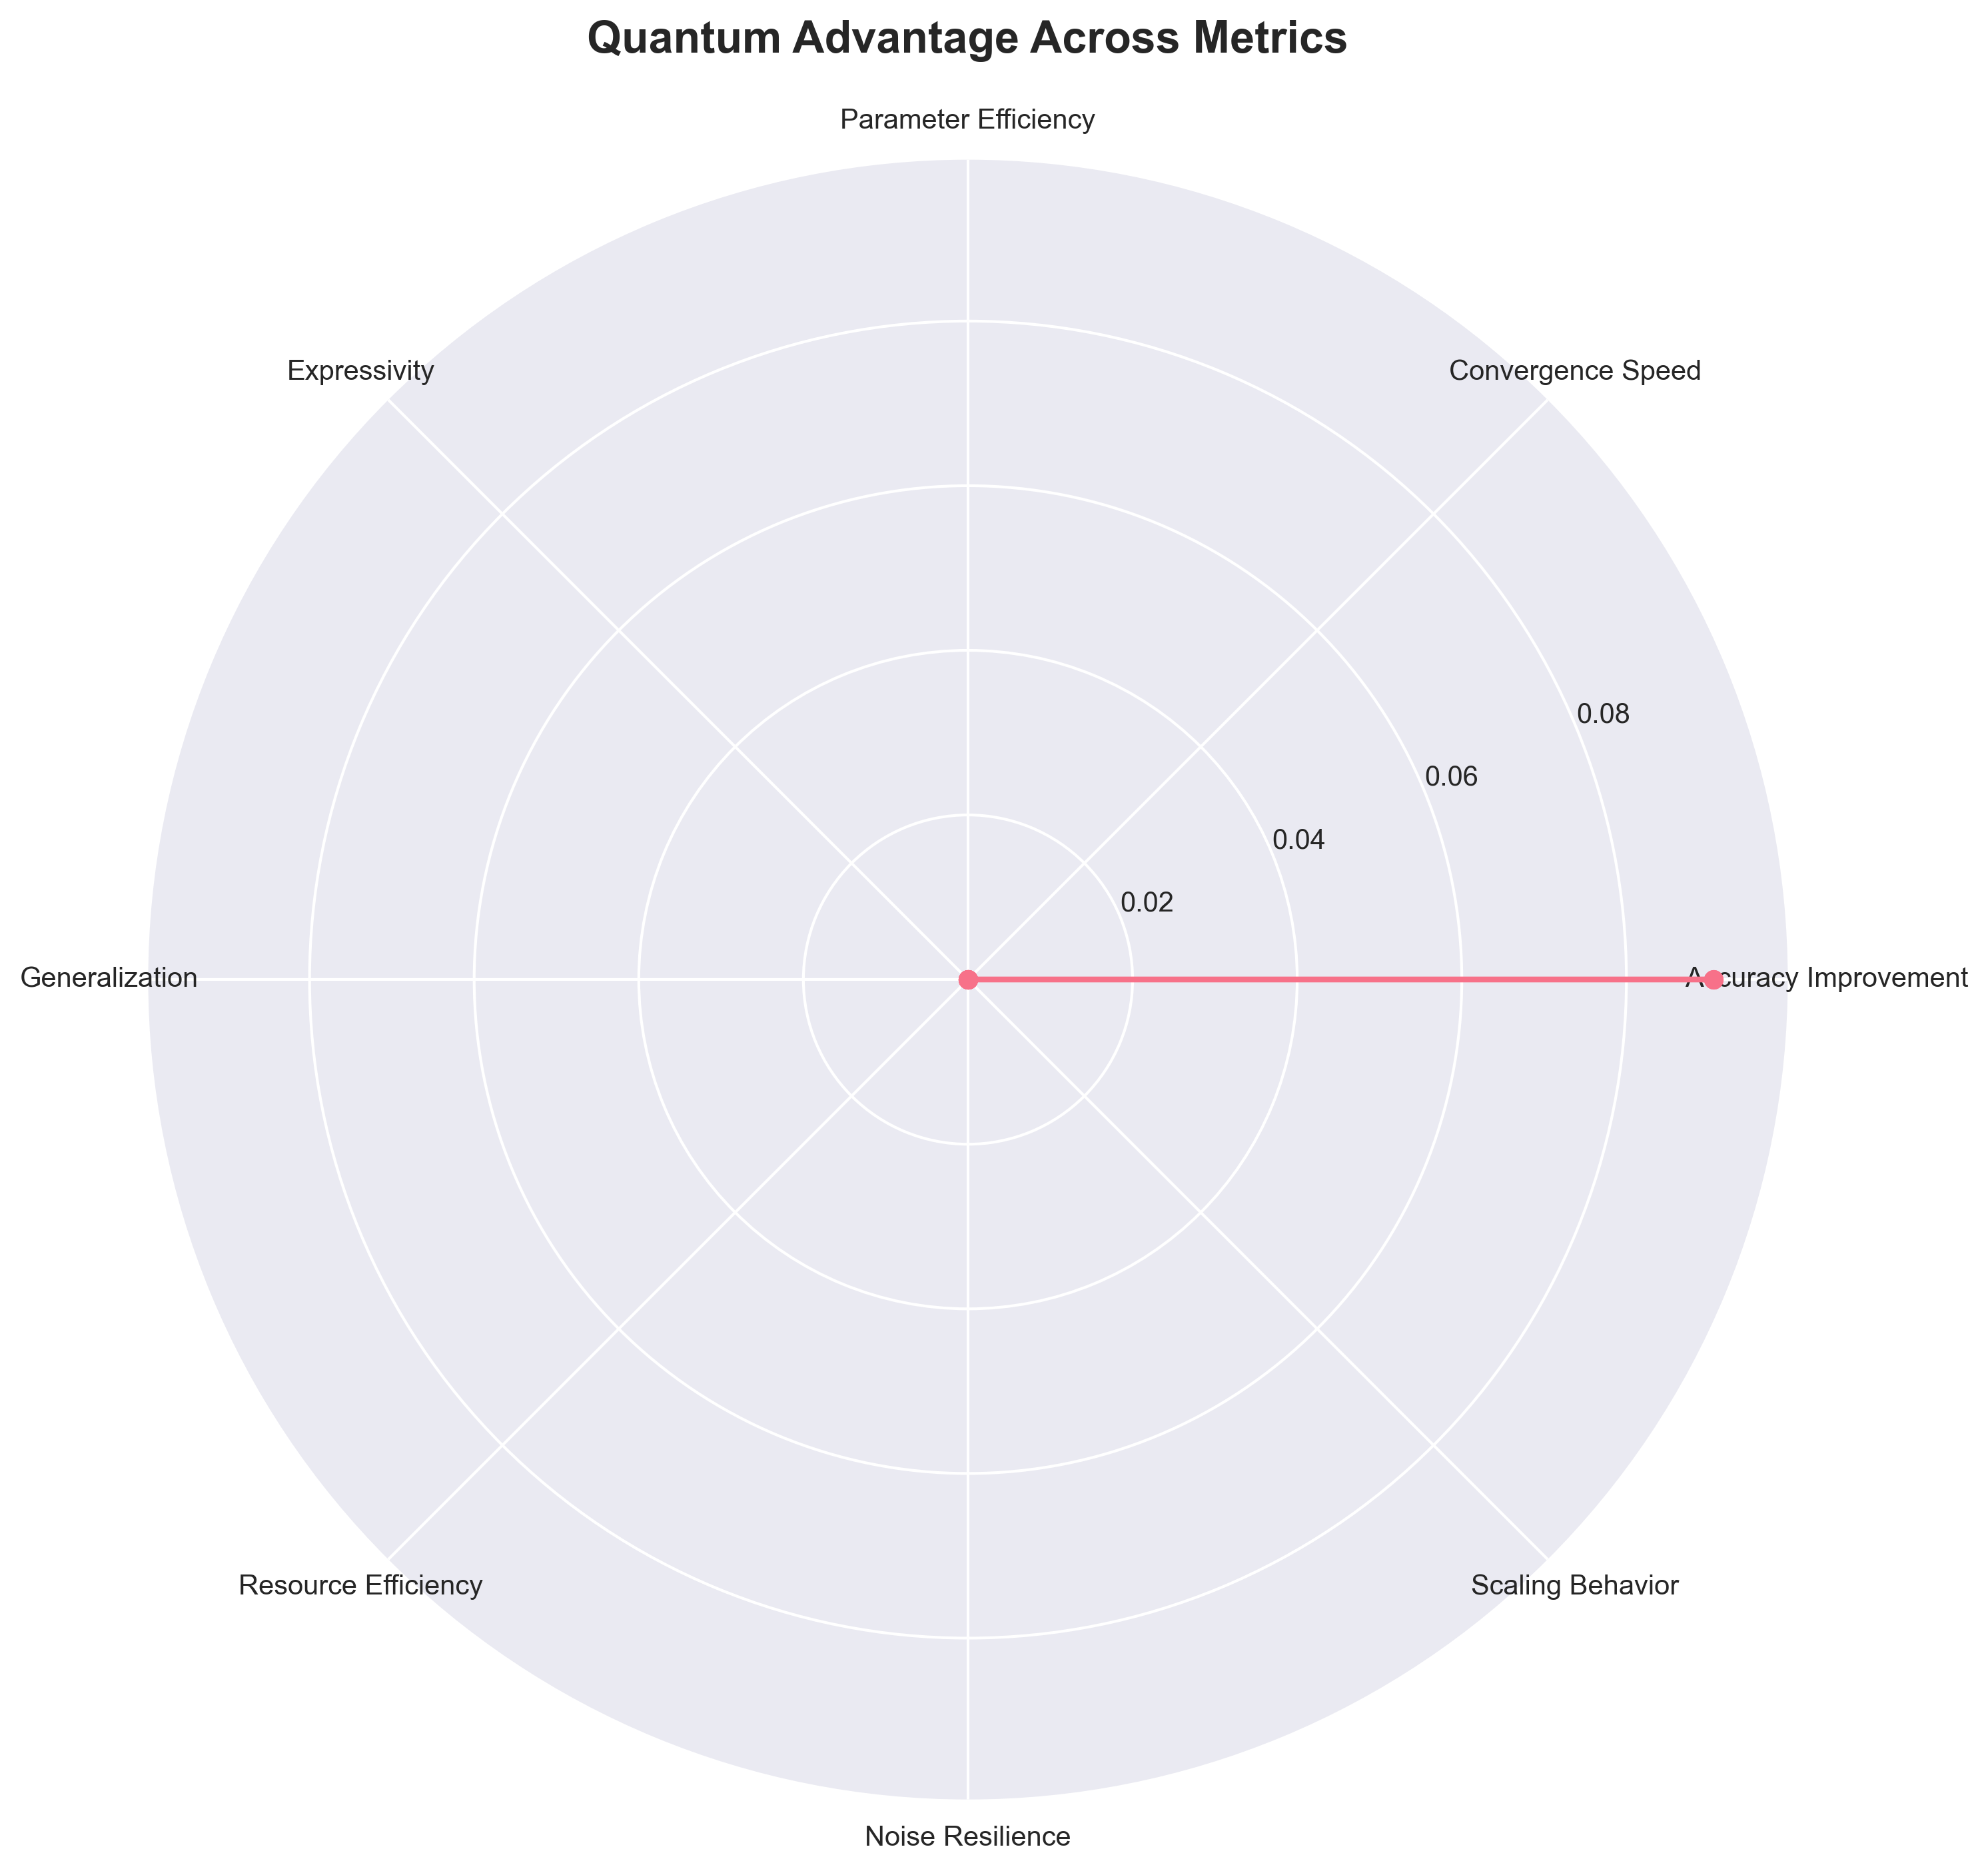 Quantum Advantage Across Metrics
Parameter Efficiency
Expressivity
Convergence Speed
0.08
0.06
0.04
0.02
Generalization
Accuracy Improvement
Resource Efficiency
Scaling Behavior
Noise Resilience